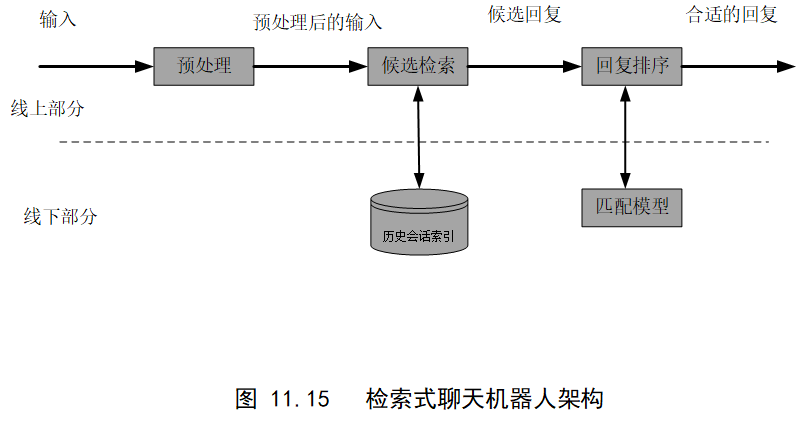 输入
预处理后的输入
候选回复
合适的回复
预处理
候选检索
回复排序
线上部分
线下部分
历史会话索引
匹配模型
图 11.15 检索式聊天机器人架构